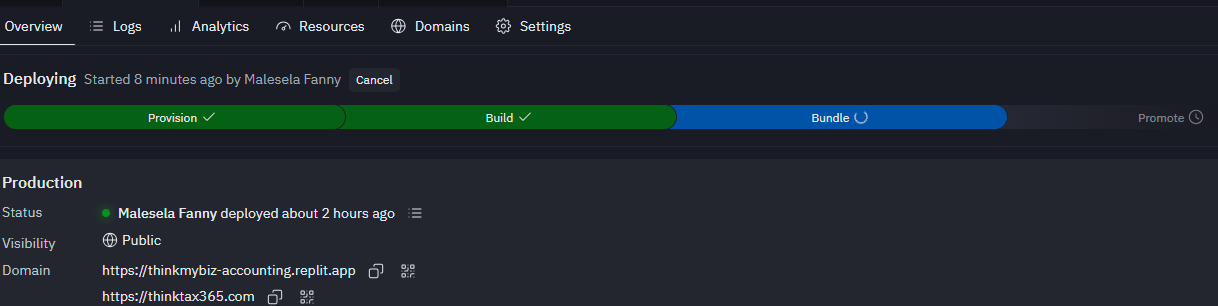 Overview Logs Analytics Resources Domains Settings
Deploying Started 8 minutes ago by Malesela Fanny Cancel
Provision Build Bundle Promote
Production
Status Malesela Fanny deployed about 2 hours ago
Visibility Public
Domain https://thinkmybiz-accounting.replit.app
https://thinktax365.com